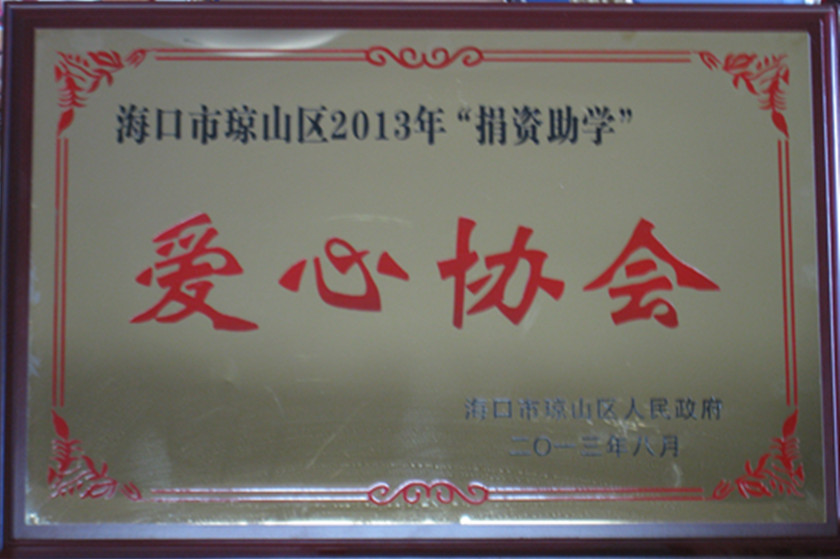 海口市琼山区2013年“捐资助学”
爱心协会
海口市琼山区人民政府
二〇一三年八月